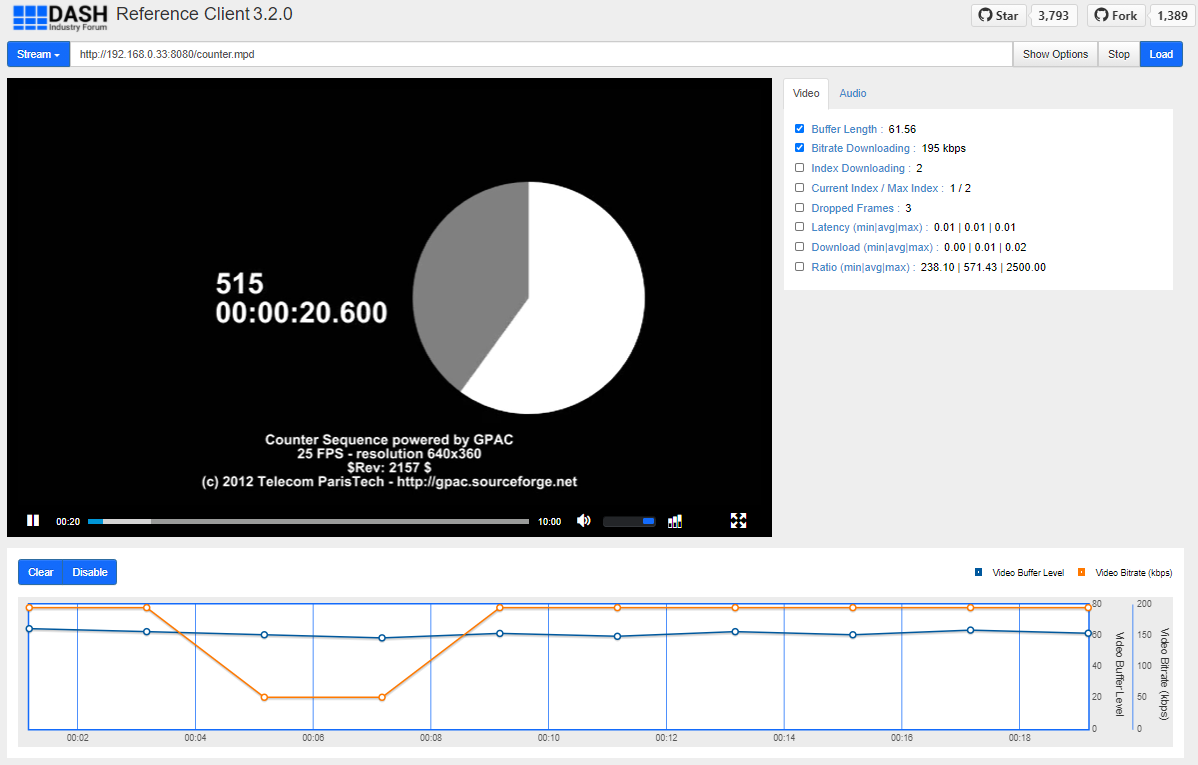 DASH Reference Client 3.2.0
Industry Forum
Star 3,793 Fork 1,389
Stream http://192.168.0.33:8080/counter.mpd Show Options Stop Load
515
00:00:20.600
Counter Sequence powered by GPAC
25 FPS - resolution 640x360
$Rev: 2157 $
(c) 2012 Telecom ParisTech - http://gpac.sourceforge.net
00:20 10:00
Video Audio
Buffer Length : 61.56
Bitrate Downloading : 195 kbps
Index Downloading : 2
Current Index / Max Index : 1 / 2
Dropped Frames : 3
Latency (min|avg|max) : 0.01 | 0.01 | 0.01
Download (min|avg|max) : 0.00 | 0.01 | 0.02
Ratio (min|avg|max) : 238.10 | 571.43 | 2500.00
Clear Disable
Video Buffer Level Video Bitrate (kbps)
80 200
60 150
40 100
20 50
0 0
Video Buffer Level
Video Bitrate (kbps)
00:02 00:04 00:06 00:08 00:10 00:12 00:14 00:16 00:18